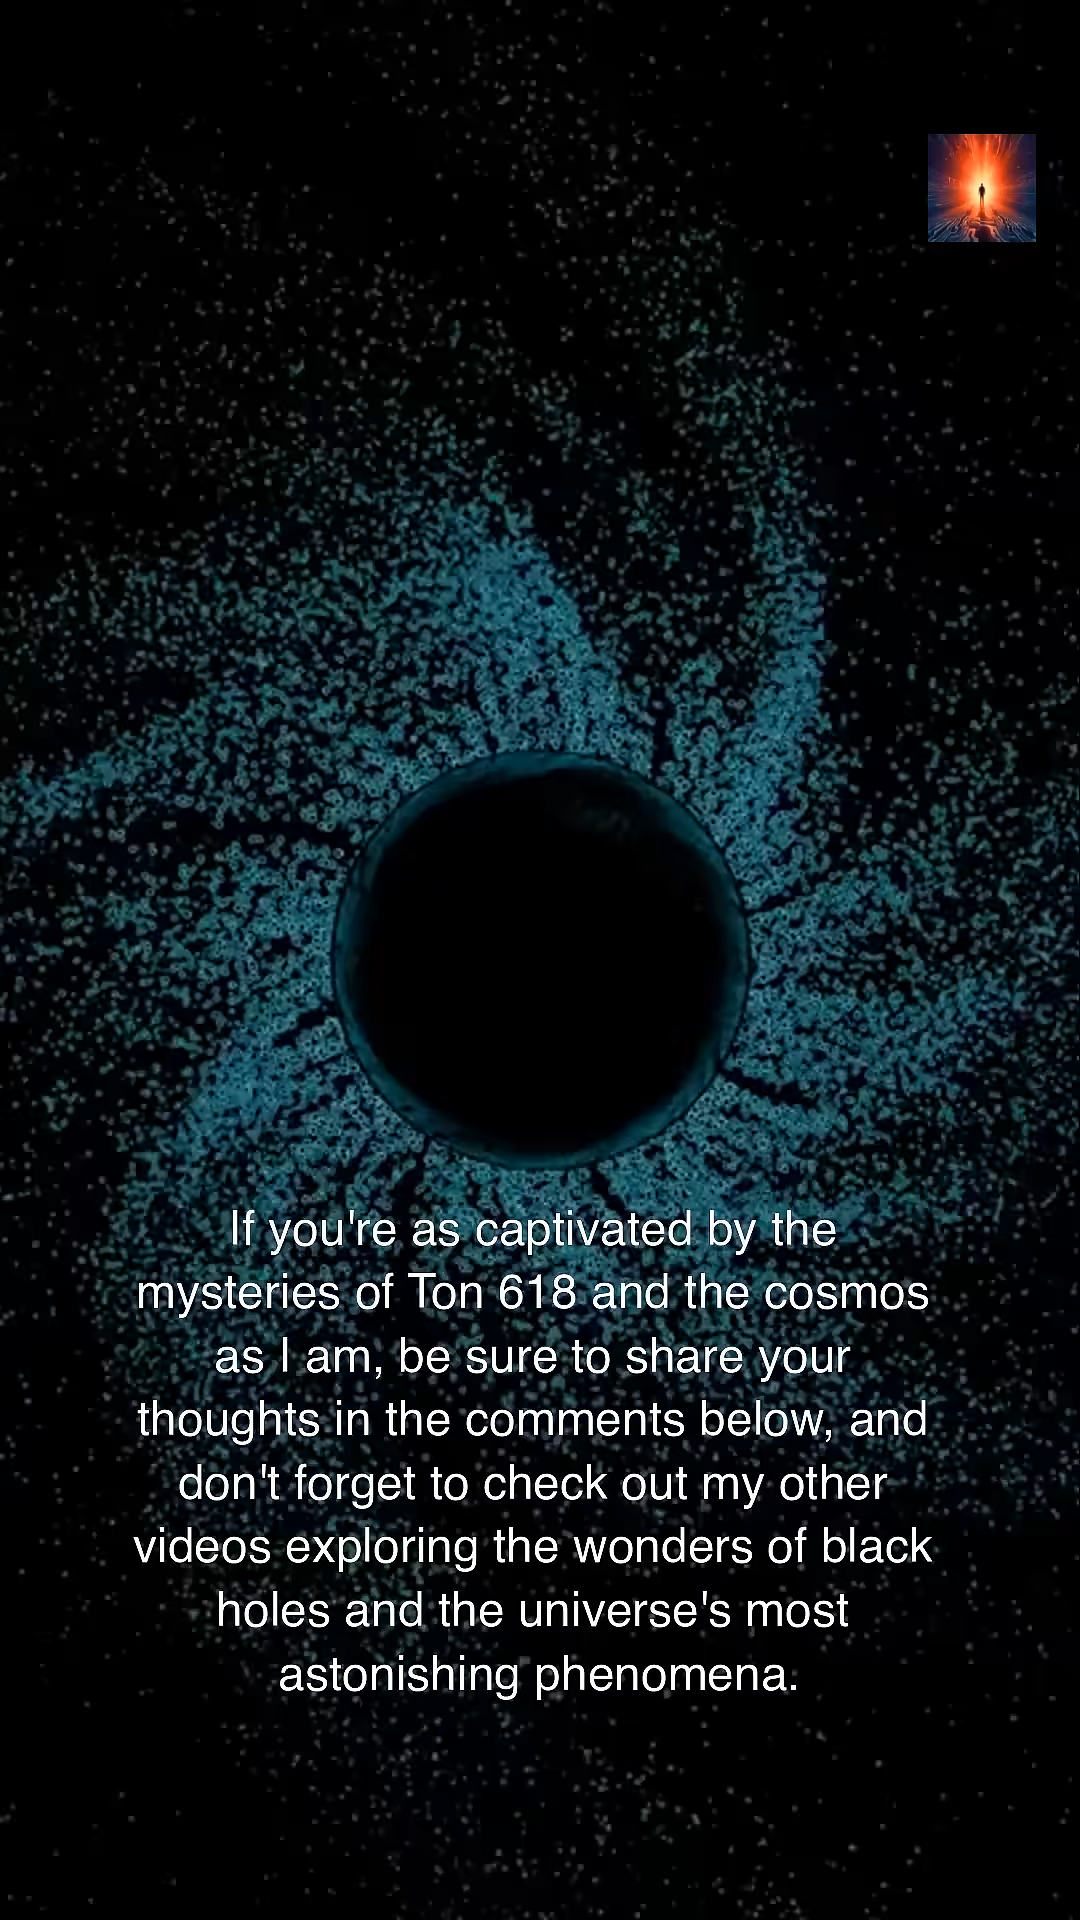 If you're as captivated by the
mysteries of Ton 618 and the cosmos
as I am, be sure to share your
thoughts in the comments below, and
don't forget to check out my other
videos exploring the wonders of black
holes and the universe's most
astonishing phenomena.